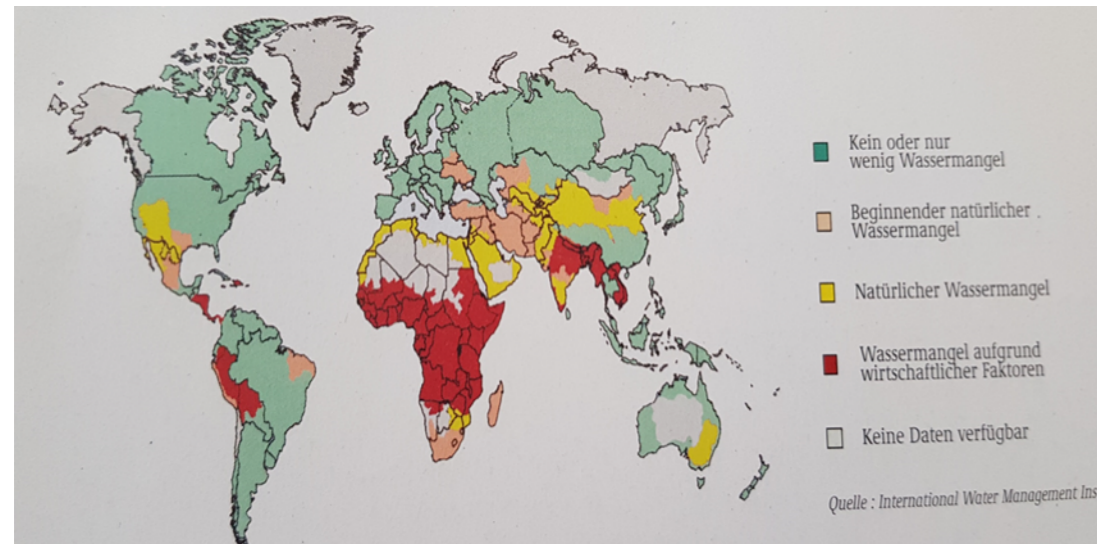 Kein oder nur
wenig Wassermangel
Beginnender natürlicher
Wassermangel
Natürlicher Wassermangel
Wassermangel aufgrund
wirtschaftlicher Faktoren
Keine Daten verfügbar
Quelle : International Water Management Ins